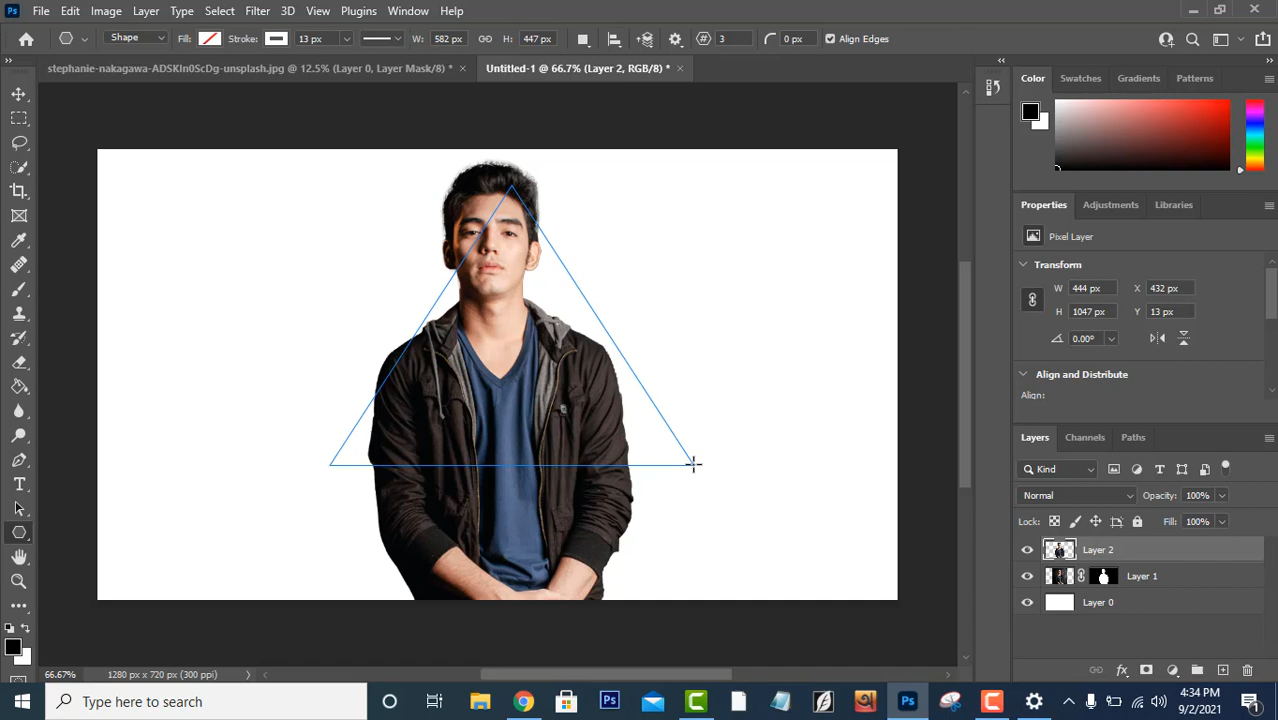 Ps File Edit Image Layer Type Select Filter 3D View Plugins Window Help
Shape Fill: Stroke: 13 px W: 582 px H: 447 px 3 0 px Align Edges
stephanie-nakagawa-ADSKIn0ScDg-unsplash.jpg @ 12.5% (Layer 0, Layer Mask/8) * × Untitled-1 @ 66.7% (Layer 2, RGB/8) * ×
Color Swatches Gradients Patterns
Properties Adjustments Libraries
Pixel Layer
Transform
W 444 px X 432 px
H 1047 px Y 13 px
0.00°
Align and Distribute
Align:
Layers Channels Paths
Kind
Normal Opacity: 100%
Lock: Fill: 100%
Layer 2
Layer 1
Layer 0
66.67% 1280 px x 720 px (300 ppi)
Type here to search
Ps
Ps
4:34 PM
9/2/2021
1